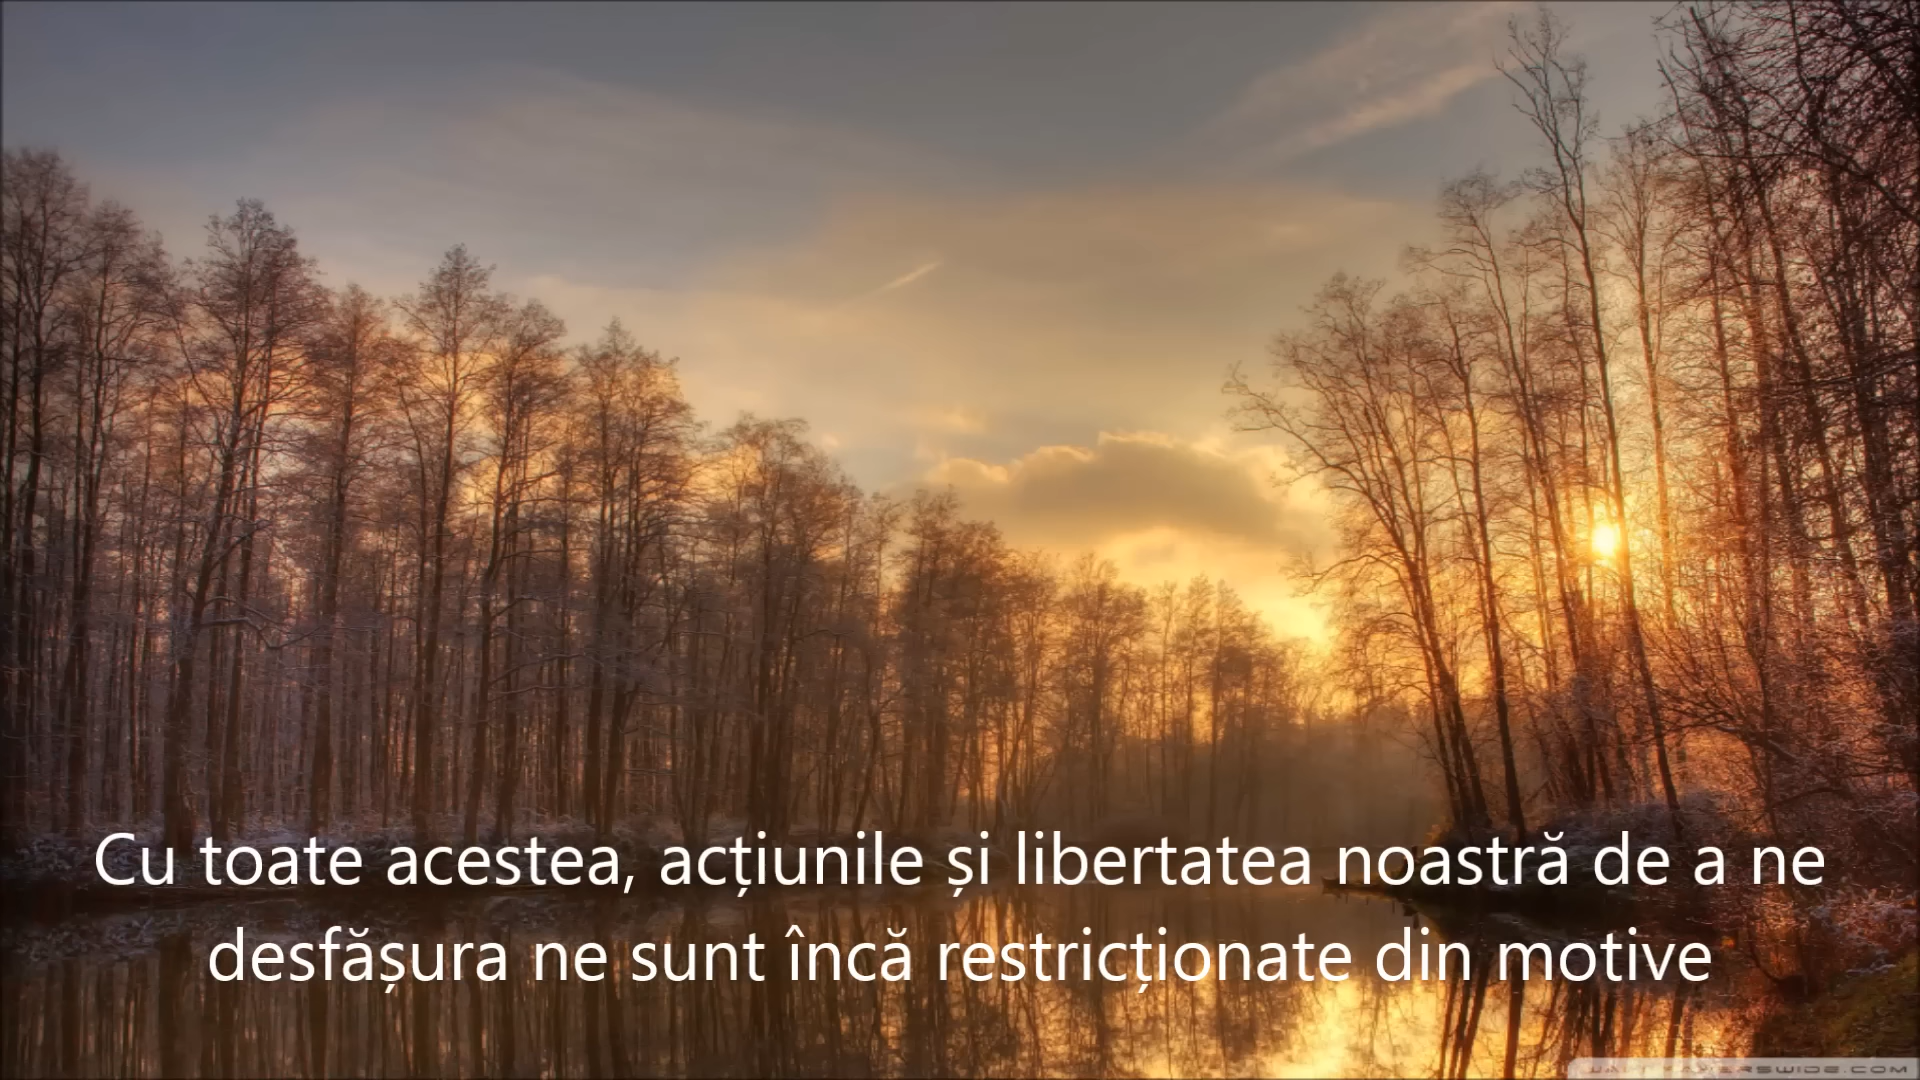 Cu toate acestea, acțiunile și libertatea noastră de a ne
desfășura ne sunt încă restricționate din motive